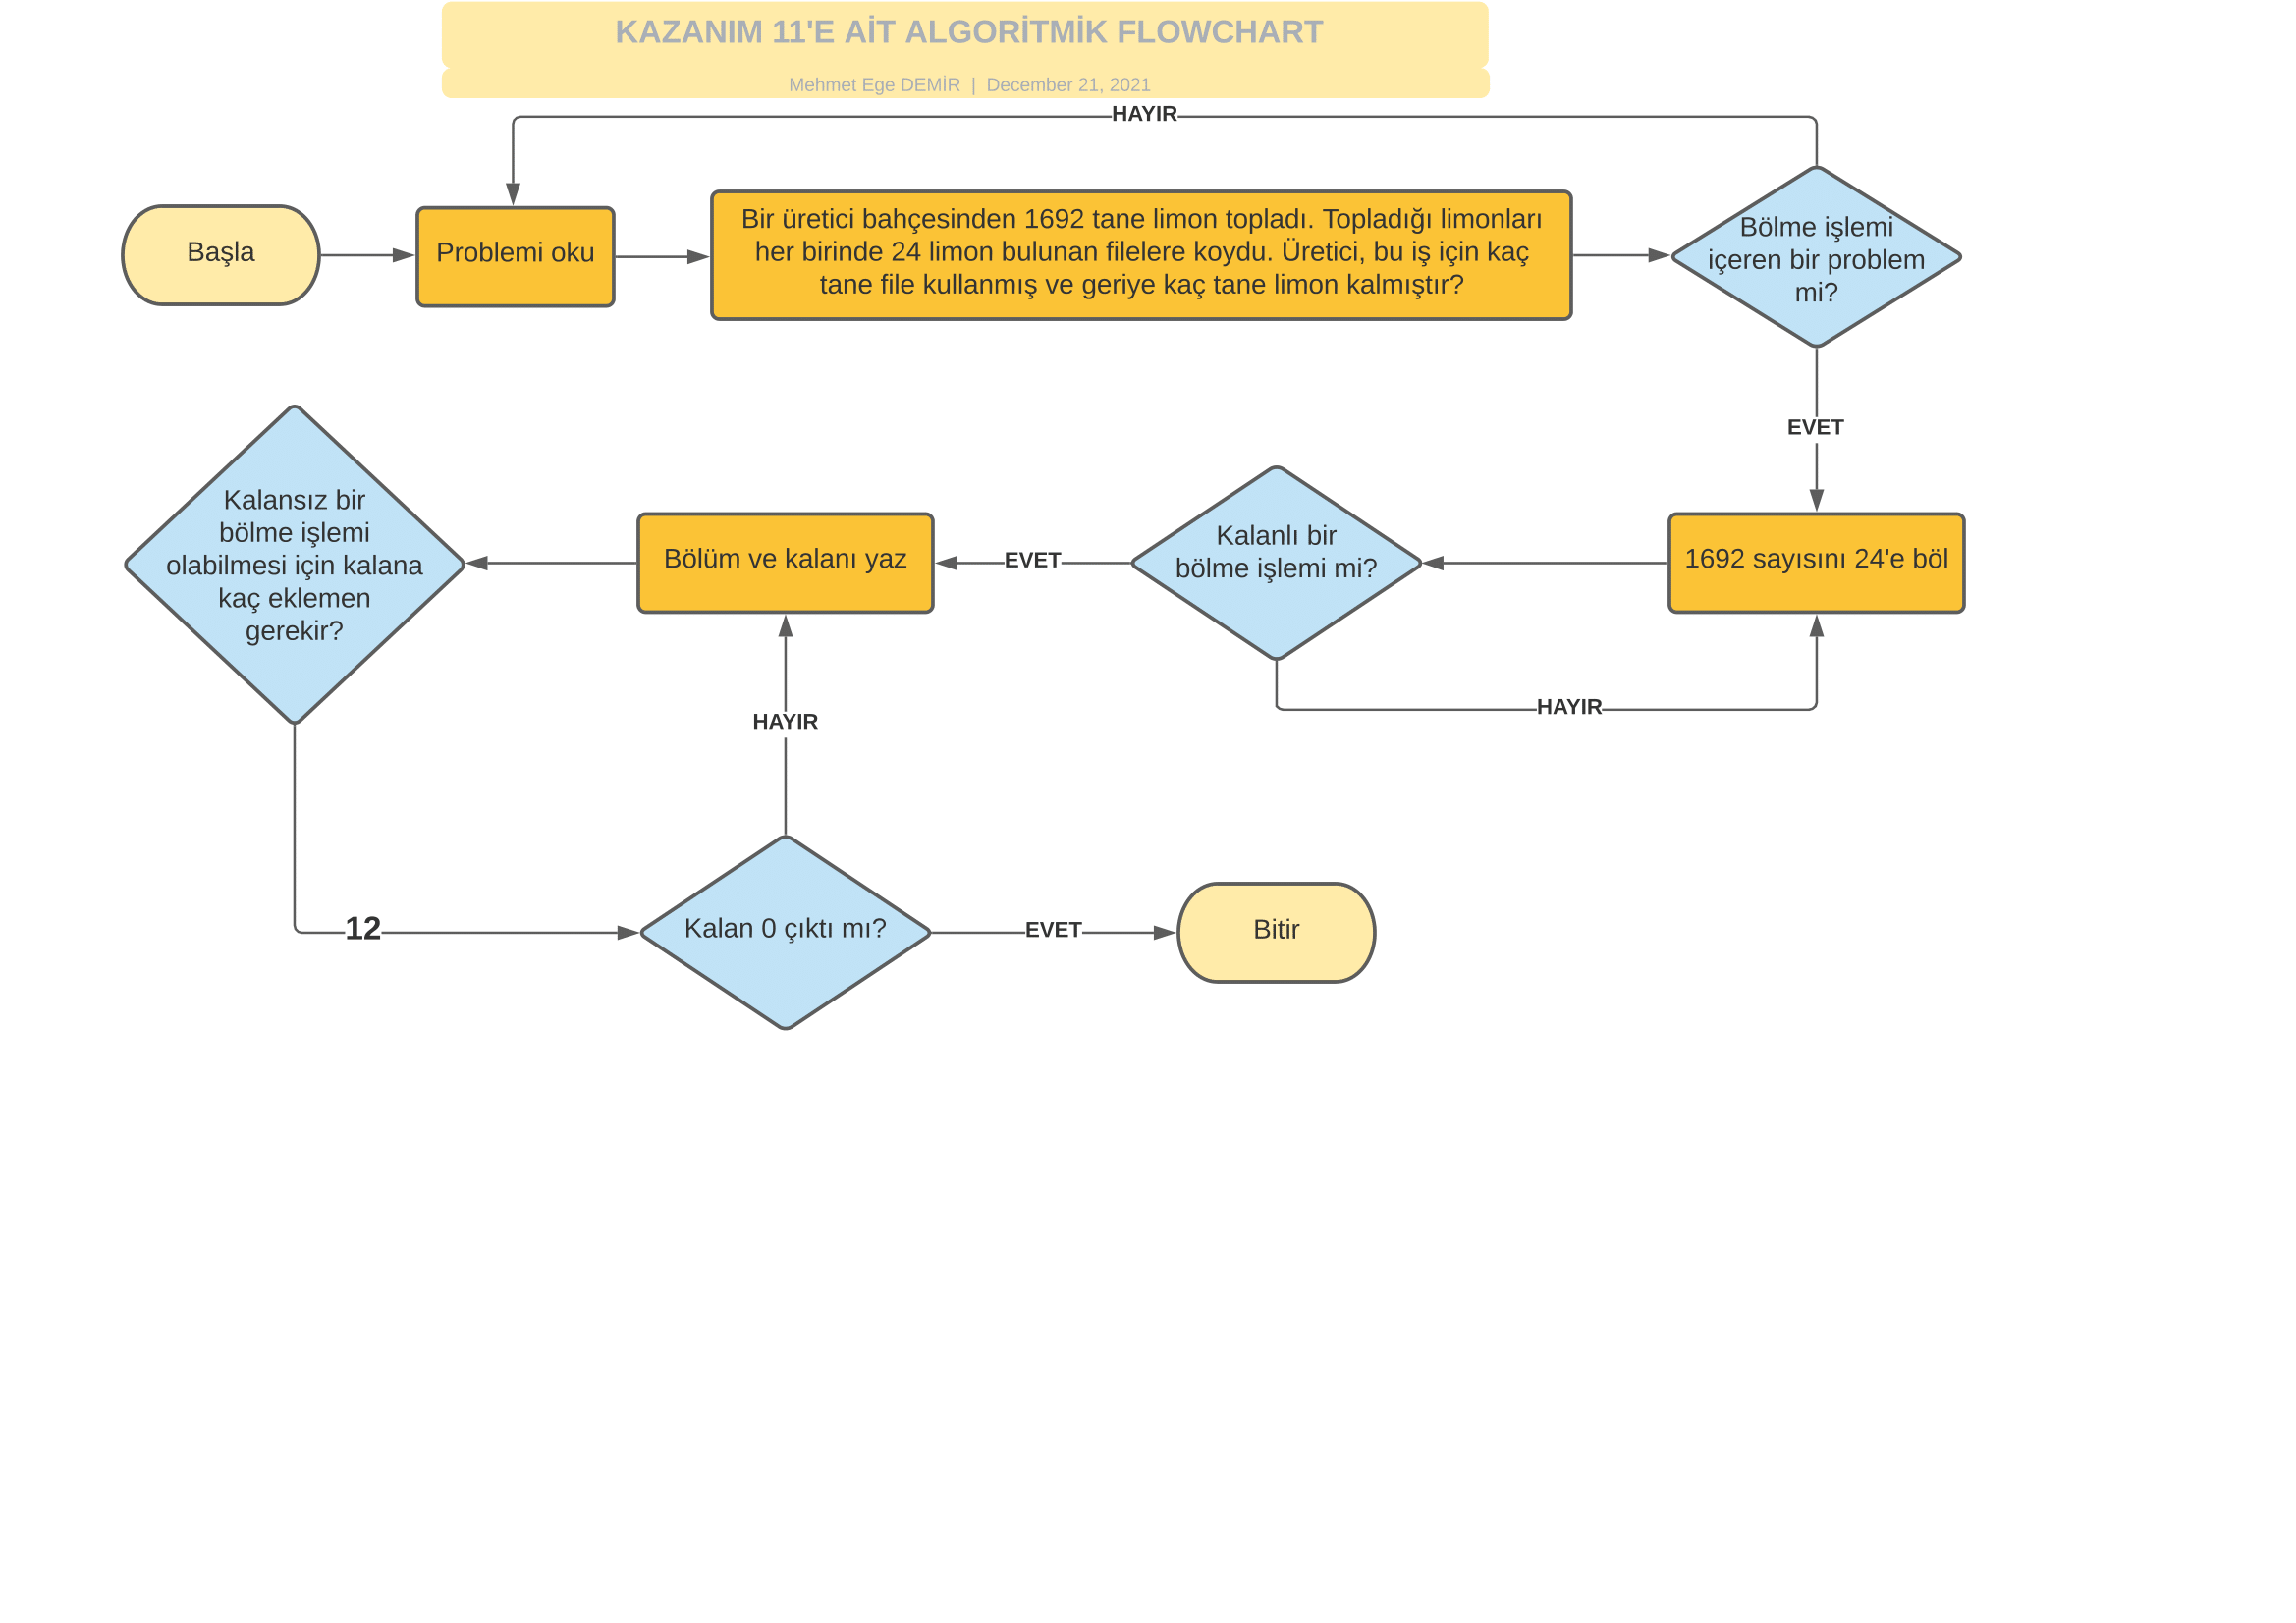 KAZANIM 11'E AİT ALGORİTMİK FLOWCHART
Mehmet Ege DEMİR | December 21, 2021
HAYIR
Başla
Problemi oku
Bir üretici bahçesinden 1692 tane limon topladı. Topladığı limonları
her birinde 24 limon bulunan filelere koydu. Üretici, bu iş için kaç
tane file kullanmış ve geriye kaç tane limon kalmıştır?
Bölme işlemi
içeren bir problem
mi?
EVET
1692 sayısını 24'e böl
Kalanlı bir
bölme işlemi mi?
HAYIR
EVET
Bölüm ve kalanı yaz
Kalansız bir
bölme işlemi
olabilmesi için kalana
kaç eklemen
gerekir?
12
Kalan 0 çıktı mı?
HAYIR
EVET
Bitir